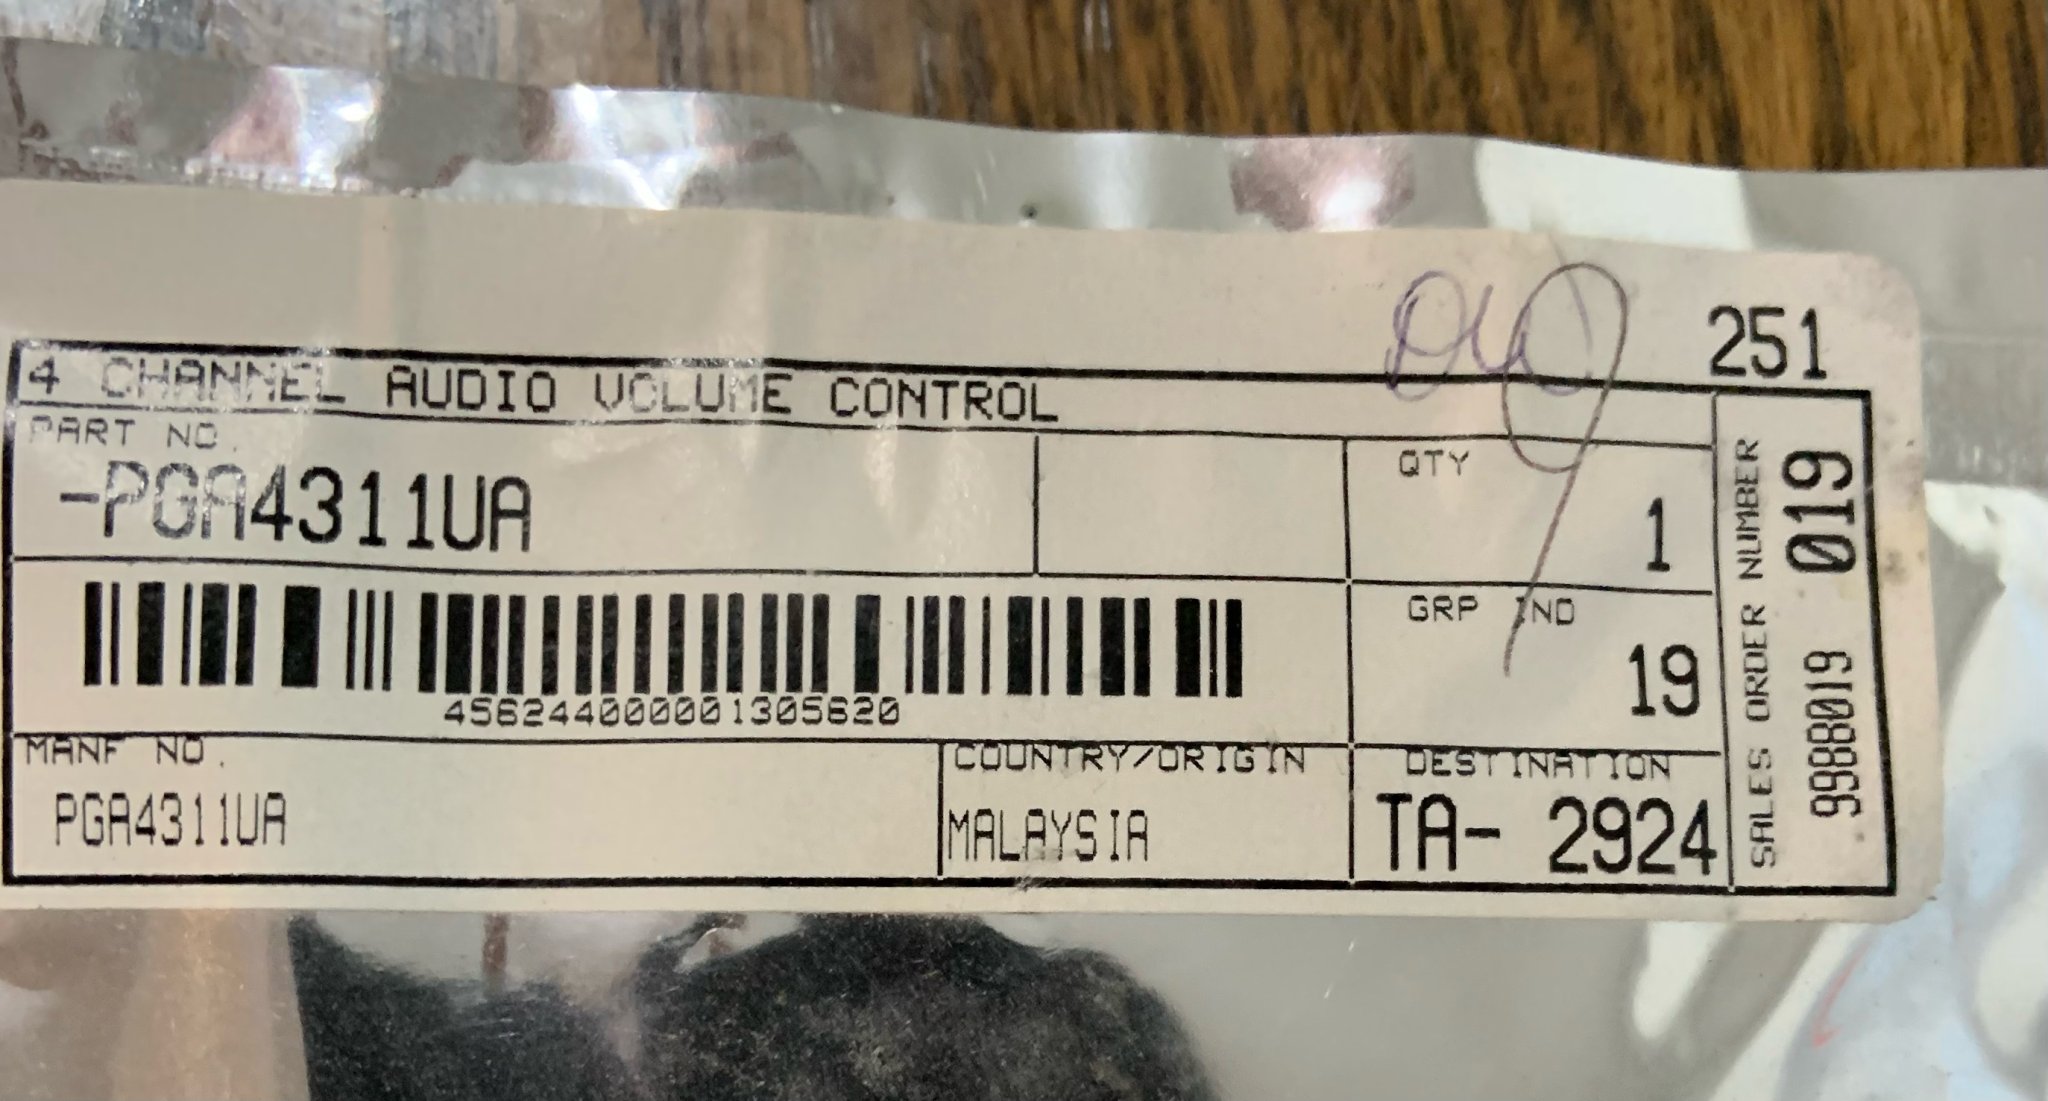 251
4 CHANNEL AUDIO VOLUME CONTROL
PART NO.
-PGA4311UA
QTY
1
456244000001305620
GRP IND
19
MANF NO.
PGA4311UA
COUNTRY/ORIGIN
MALAYSIA
DESTINATION
TA- 2924
SALES ORDER NUMBER
9988019 019